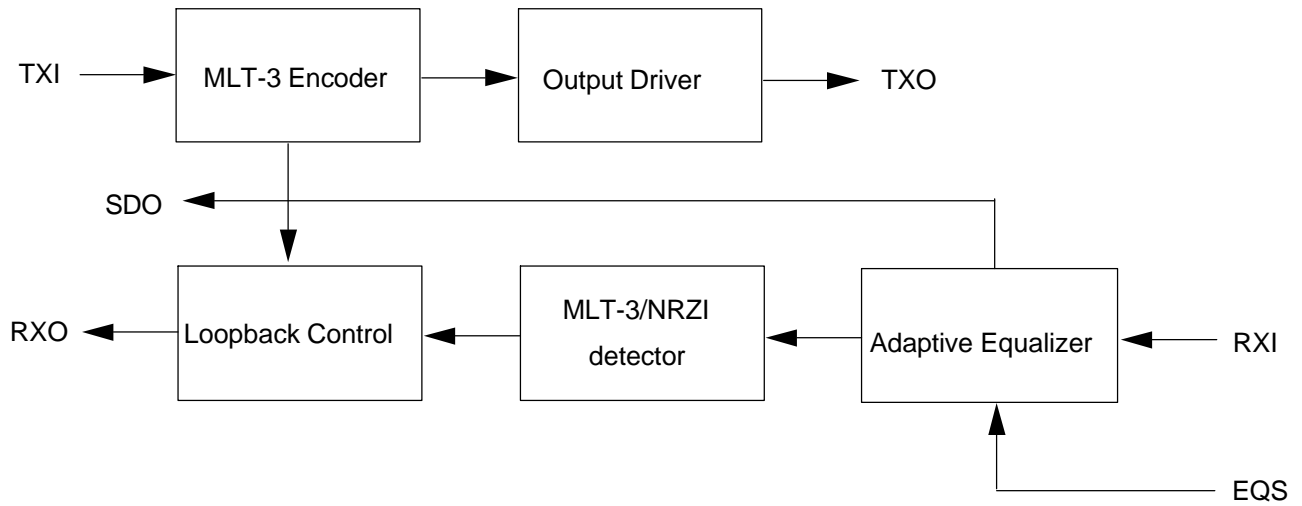 TXI
MLT-3 Encoder
Output Driver
TXO
SDO
RXO
Loopback Control
MLT-3/NRZI
detector
Adaptive Equalizer
RXI
EQS